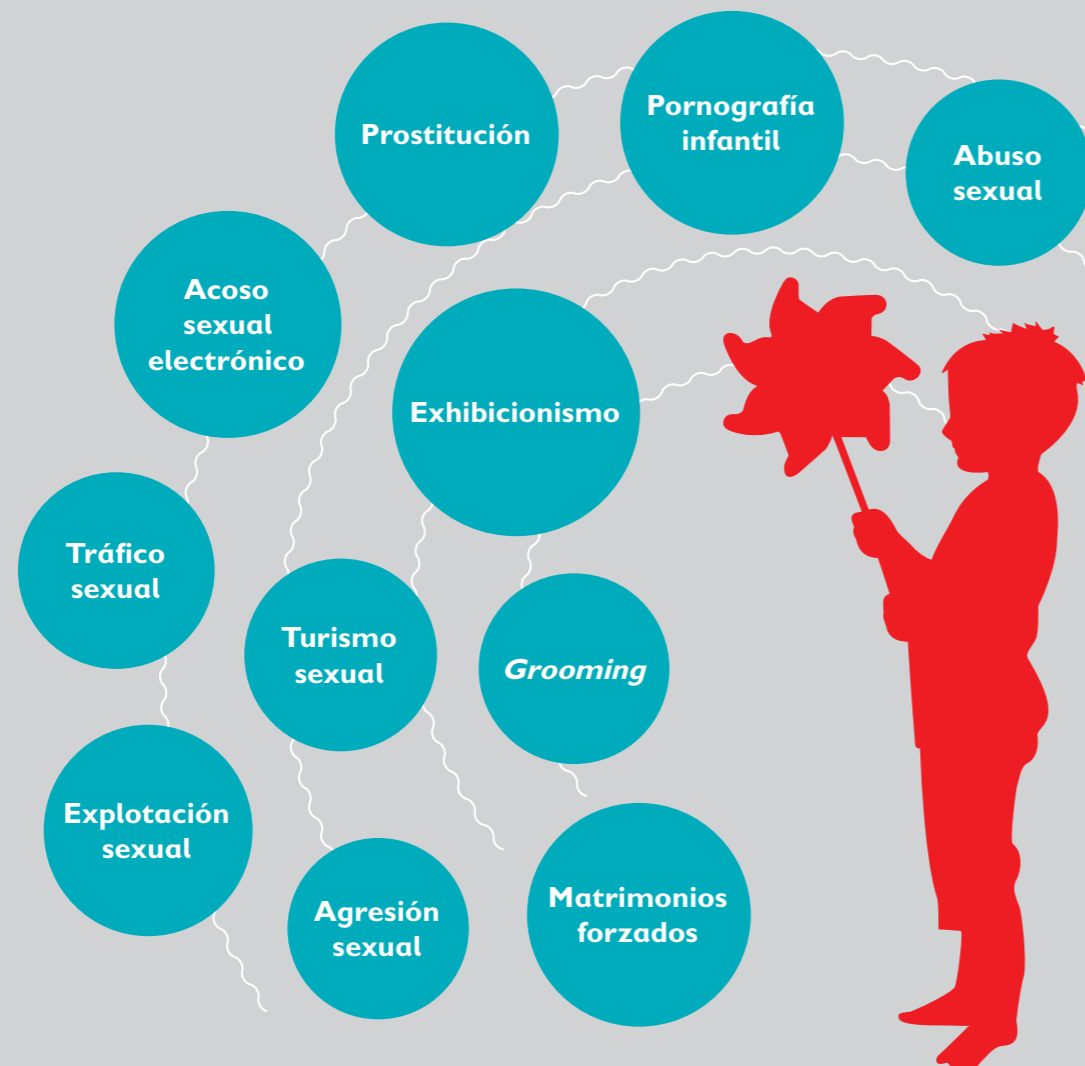 Prostitución
Pornografía
infantil
Abuso
sexual
Acoso
sexual
electrónico
Exhibicionismo
Tráfico
sexual
Turismo
sexual
Grooming
Explotación
sexual
Agresión
sexual
Matrimonios
forzados